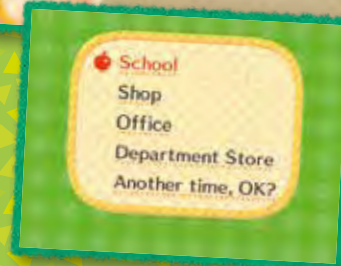 School
Shop
Office
Department Store
Another time, OK?